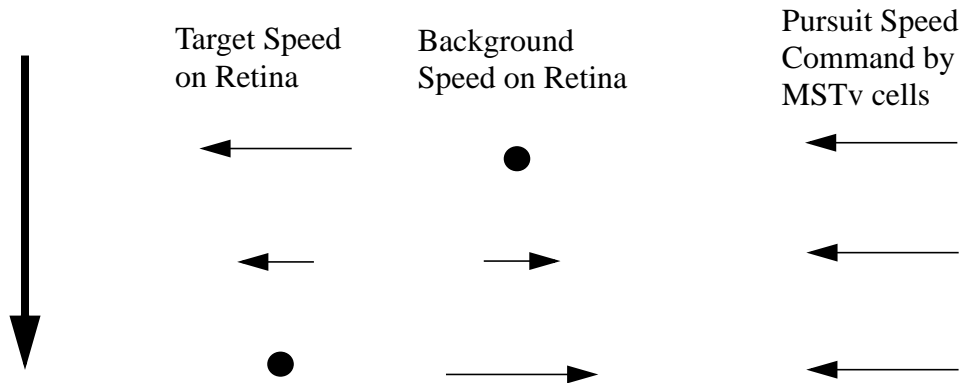 Target Speed
on Retina
Background
Speed on Retina
Pursuit Speed
Command by
MSTv cells